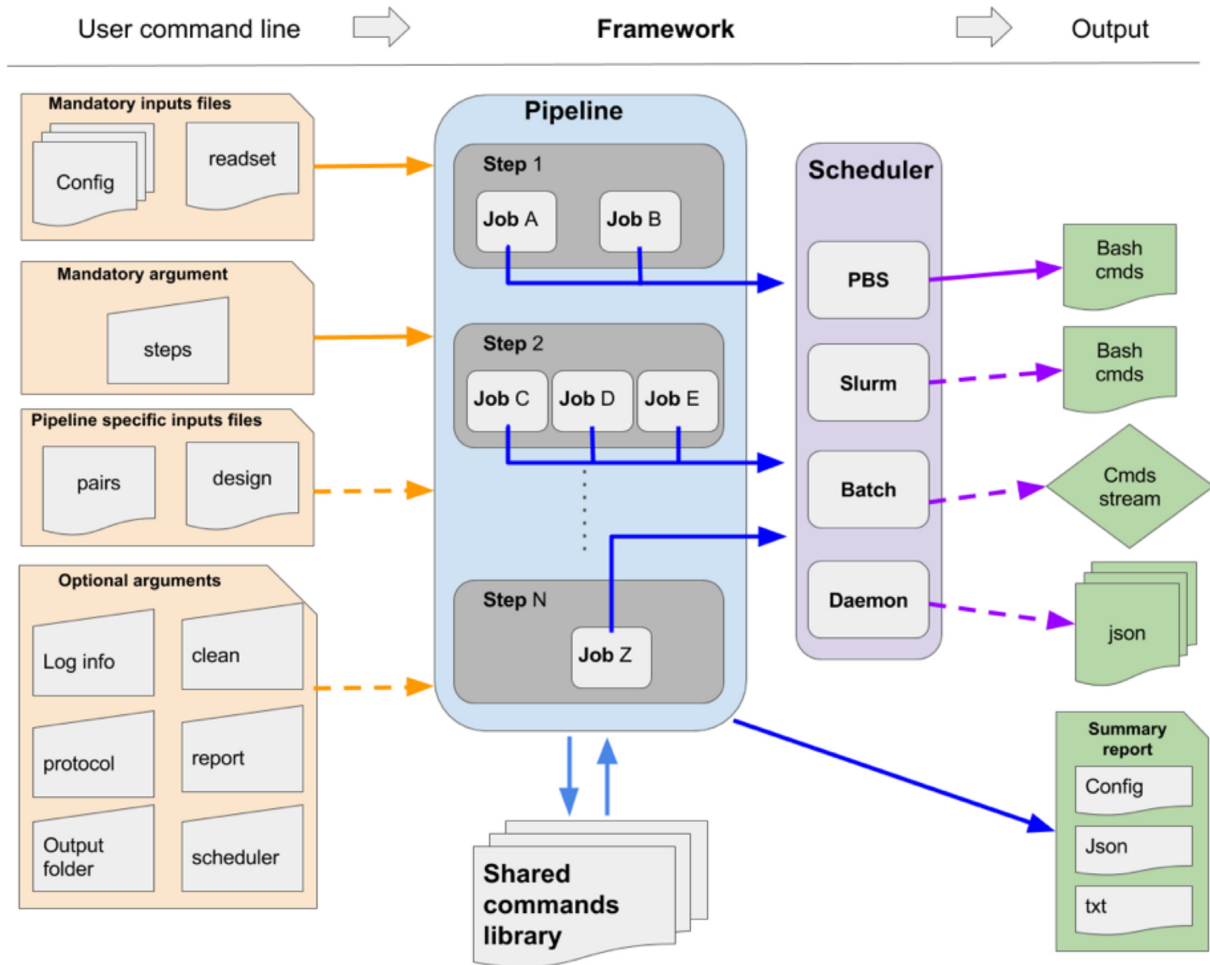 User command line
Framework
Output
Mandatory inputs files
Config
readset
Mandatory argument
steps
Pipeline specific inputs files
pairs
design
Optional arguments
Log info
clean
protocol
report
Output
folder
scheduler
Pipeline
Step 1
Job A
Job B
Step 2
Job C
Job D
Job E
Step N
Job Z
Shared
commands
library
Scheduler
PBS
Slurm
Batch
Daemon
Bash
cmds
Bash
cmds
Cmds
stream
json
Summary
report
Config
Json
txt